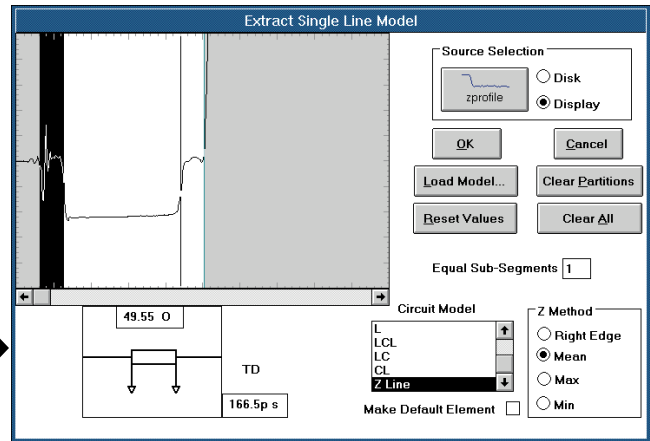 Extract Single Line Model
Source Selection
zprofile
Disk
Display
OK
Cancel
Load Model...
Clear Partitions
Reset Values
Clear All
Equal Sub-Segments 1
49.55 O
TD
166.5p s
Circuit Model
L
LCL
LC
CL
Z Line
Make Default Element
Z Method
Right Edge
Mean
Max
Min